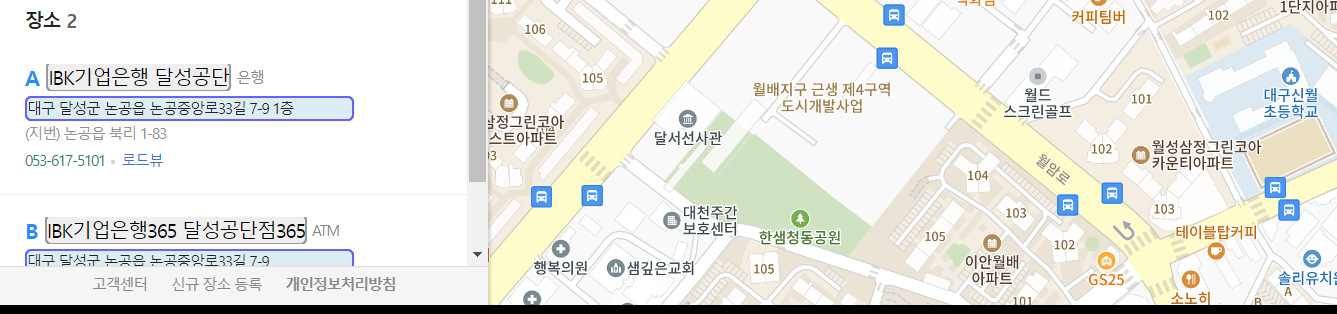 장소 2
A IBK기업은행 달성공단 은행
대구 달성군 논공읍 논공중앙로33길 7-9 1층
(지번) 논공읍 북리 1-83
053-617-5101 로드뷰
B IBK기업은행365 달성공단점365 ATM
대구 달성군 논공읍 논공중앙로33길 7-9
고객센터 신규 장소 등록 개인정보처리방침
커피팀버
102
106
105
월배지구 근생 제4구역
도시개발사업
월드
스크린골프
101
대구신월
초등학교
삼정그린코아
스트아파트
달서선사관
102
월성삼정그린코아
카운티아파트
월암로
104
103
103
대천주간
보호센터
한샘청동공원
105
102
테이블탑커피
행복의원
샘깊은교회
105
이안월배
아파트
GS25
솔리유치원
소노히
101
B
A